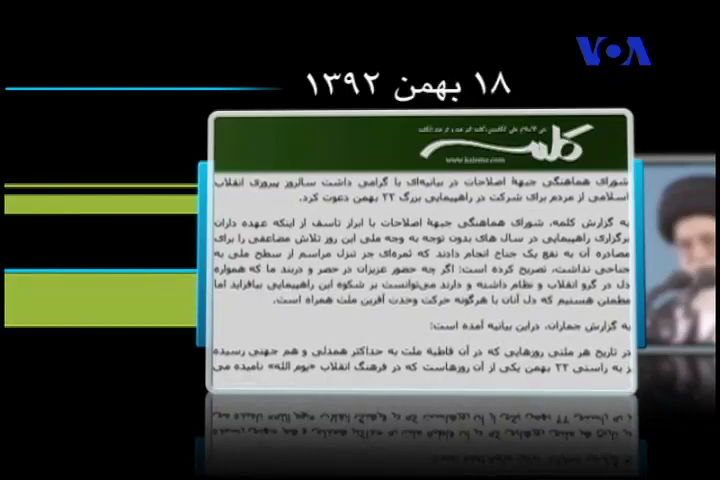 VOA
۱۸ بهمن ۱۳۹۲
کلمه
www.kaleme.com
شورای هماهنگی جبههٔ اصلاحات در بیانیه‌ای با گرامی داشت سالروز پیروزی انقلاب
اسلامی از مردم برای شرکت در راهپیمایی بزرگ ۲۲ بهمن دعوت کرد.
به گزارش کلمه، شورای هماهنگی جبههٔ اصلاحات با ابراز تاسف از اینکه عهده داران
برگزاری راهپیمایی در سال های بدون توجه به وجه ملی این روز تلاش مضاعفی را برای
مصادره آن به نفع یک جناح انجام دادند که ثمره‌ای جز تنزل مراسم از سطح ملی به
جناحی نداشت، تصریح کرده است: اگر چه حضور عزیزان در حصر و دربند ما که همواره
دل در گرو انقلاب و نظام داشته و دارند می‌توانست بر شکوه این راهپیمایی بیافزاید اما
مطمئن هستیم که دل آنان با هرگونه حرکت وحدت آفرین ملت همراه است.
به گزارش جماران، دراین بیانیه آمده است:
در تاریخ هر ملتی روزهایی که در آن قاطبهٔ ملت به حداکثر همدلی و هم جهتی رسیده
ز به راستی ۲۲ بهمن یکی از آن روزهاست که در فرهنگ انقلاب «یوم الله» نامیده می